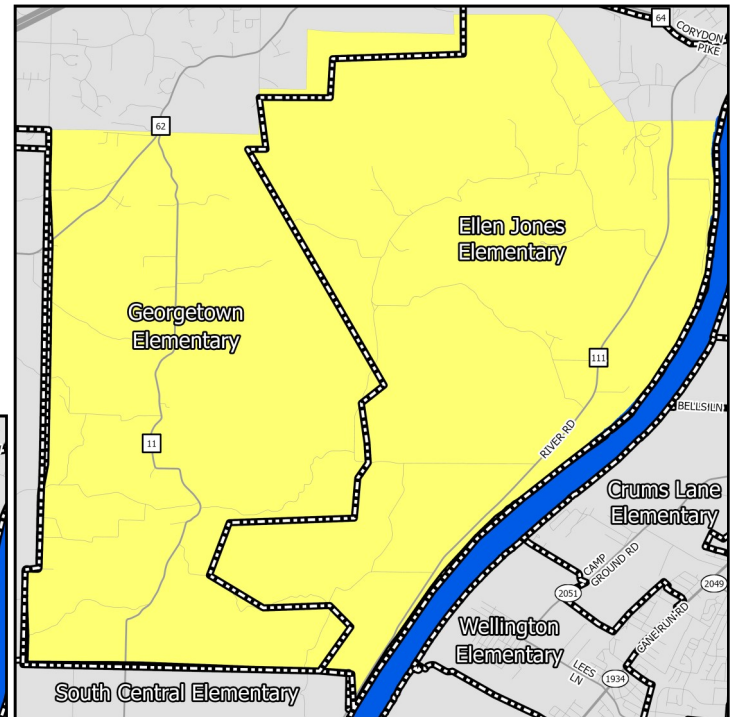 64
CORYDON
PIKE
62
Ellen Jones
Elementary
Georgetown
Elementary
111
BELLS LN
11
RIVER RD
Crums Lane
Elementary
CAMP
GROUND RD
2051
2049
Wellington
Elementary
CANE RUN RD
LEES
LN
1934
South Central Elementary